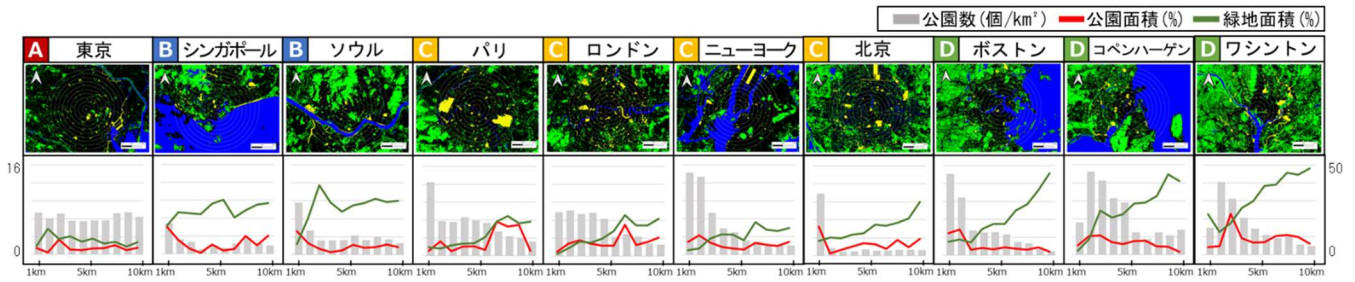 公園数(個/km²) 公園面積(%) 緑地面積(%)
A 東京 B シンガポール B ソウル C パリ C ロンドン C ニューヨーク C 北京 D ボストン D コペンハーゲン D ワシントン
16 50
0 0
1km 5km 10km 1km 5km 10km 1km 5km 10km 1km 5km 10km 1km 5km 10km 1km 5km 10km 1km 5km 10km 1km 5km 10km 1km 5km 10km 1km 5km 10km